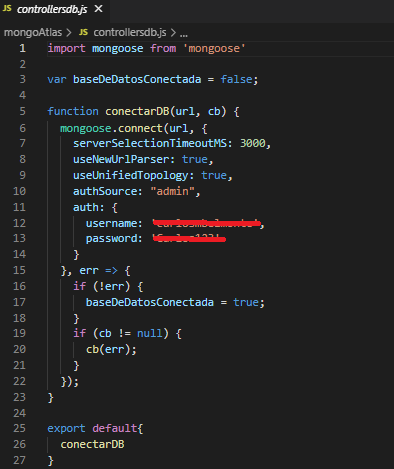 JS controllersdb.js ×
mongoAtlas > JS controllersdb.js > ...
1 import mongoose from 'mongoose'
2
3 var baseDeDatosConectada = false;
4
5 function conectarDB(url, cb) {
6 mongoose.connect(url, {
7 serverSelectionTimeoutMS: 3000,
8 useNewUrlParser: true,
9 useUnifiedTopology: true,
10 authSource: "admin",
11 auth: {
12 username: ,
13 password:
14 }
15 }, err => {
16 if (!err) {
17 baseDeDatosConectada = true;
18 }
19 if (cb != null) {
20 cb(err);
21 }
22 });
23 }
24
25 export default{
26 conectarDB
27 }